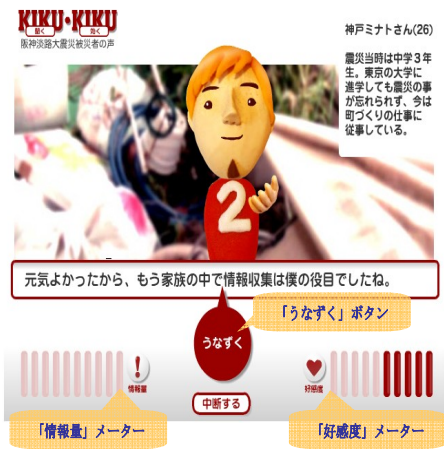 KIKU・KIKU
聞く 効く
阪神淡路大震災被災者の声
神戸ミナトさん(26)
震災当時は中学3年
生。東京の大学に
進学しても震災の事
が忘れられず、今は
町づくりの仕事に
従事している。
2
元気よかったから、もう家族の中で情報収集は僕の役目でしたね。
「うなずく」ボタン
うなずく
!
情報量
好感度
中断する
「情報量」メーター
「好感度」メーター